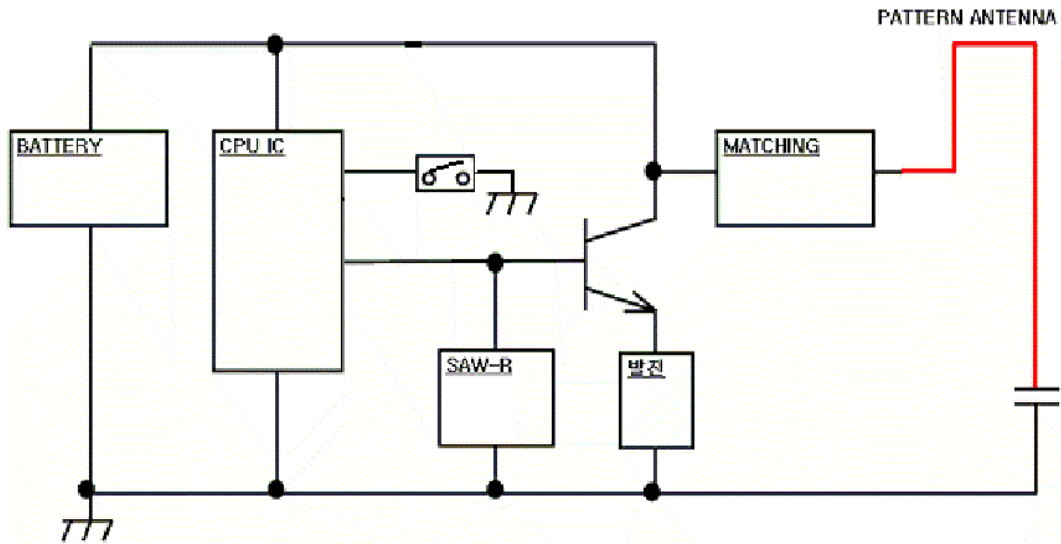 PATTERN ANTENNA
BATTERY
CPU IC
MATCHING
SAW-R
발진